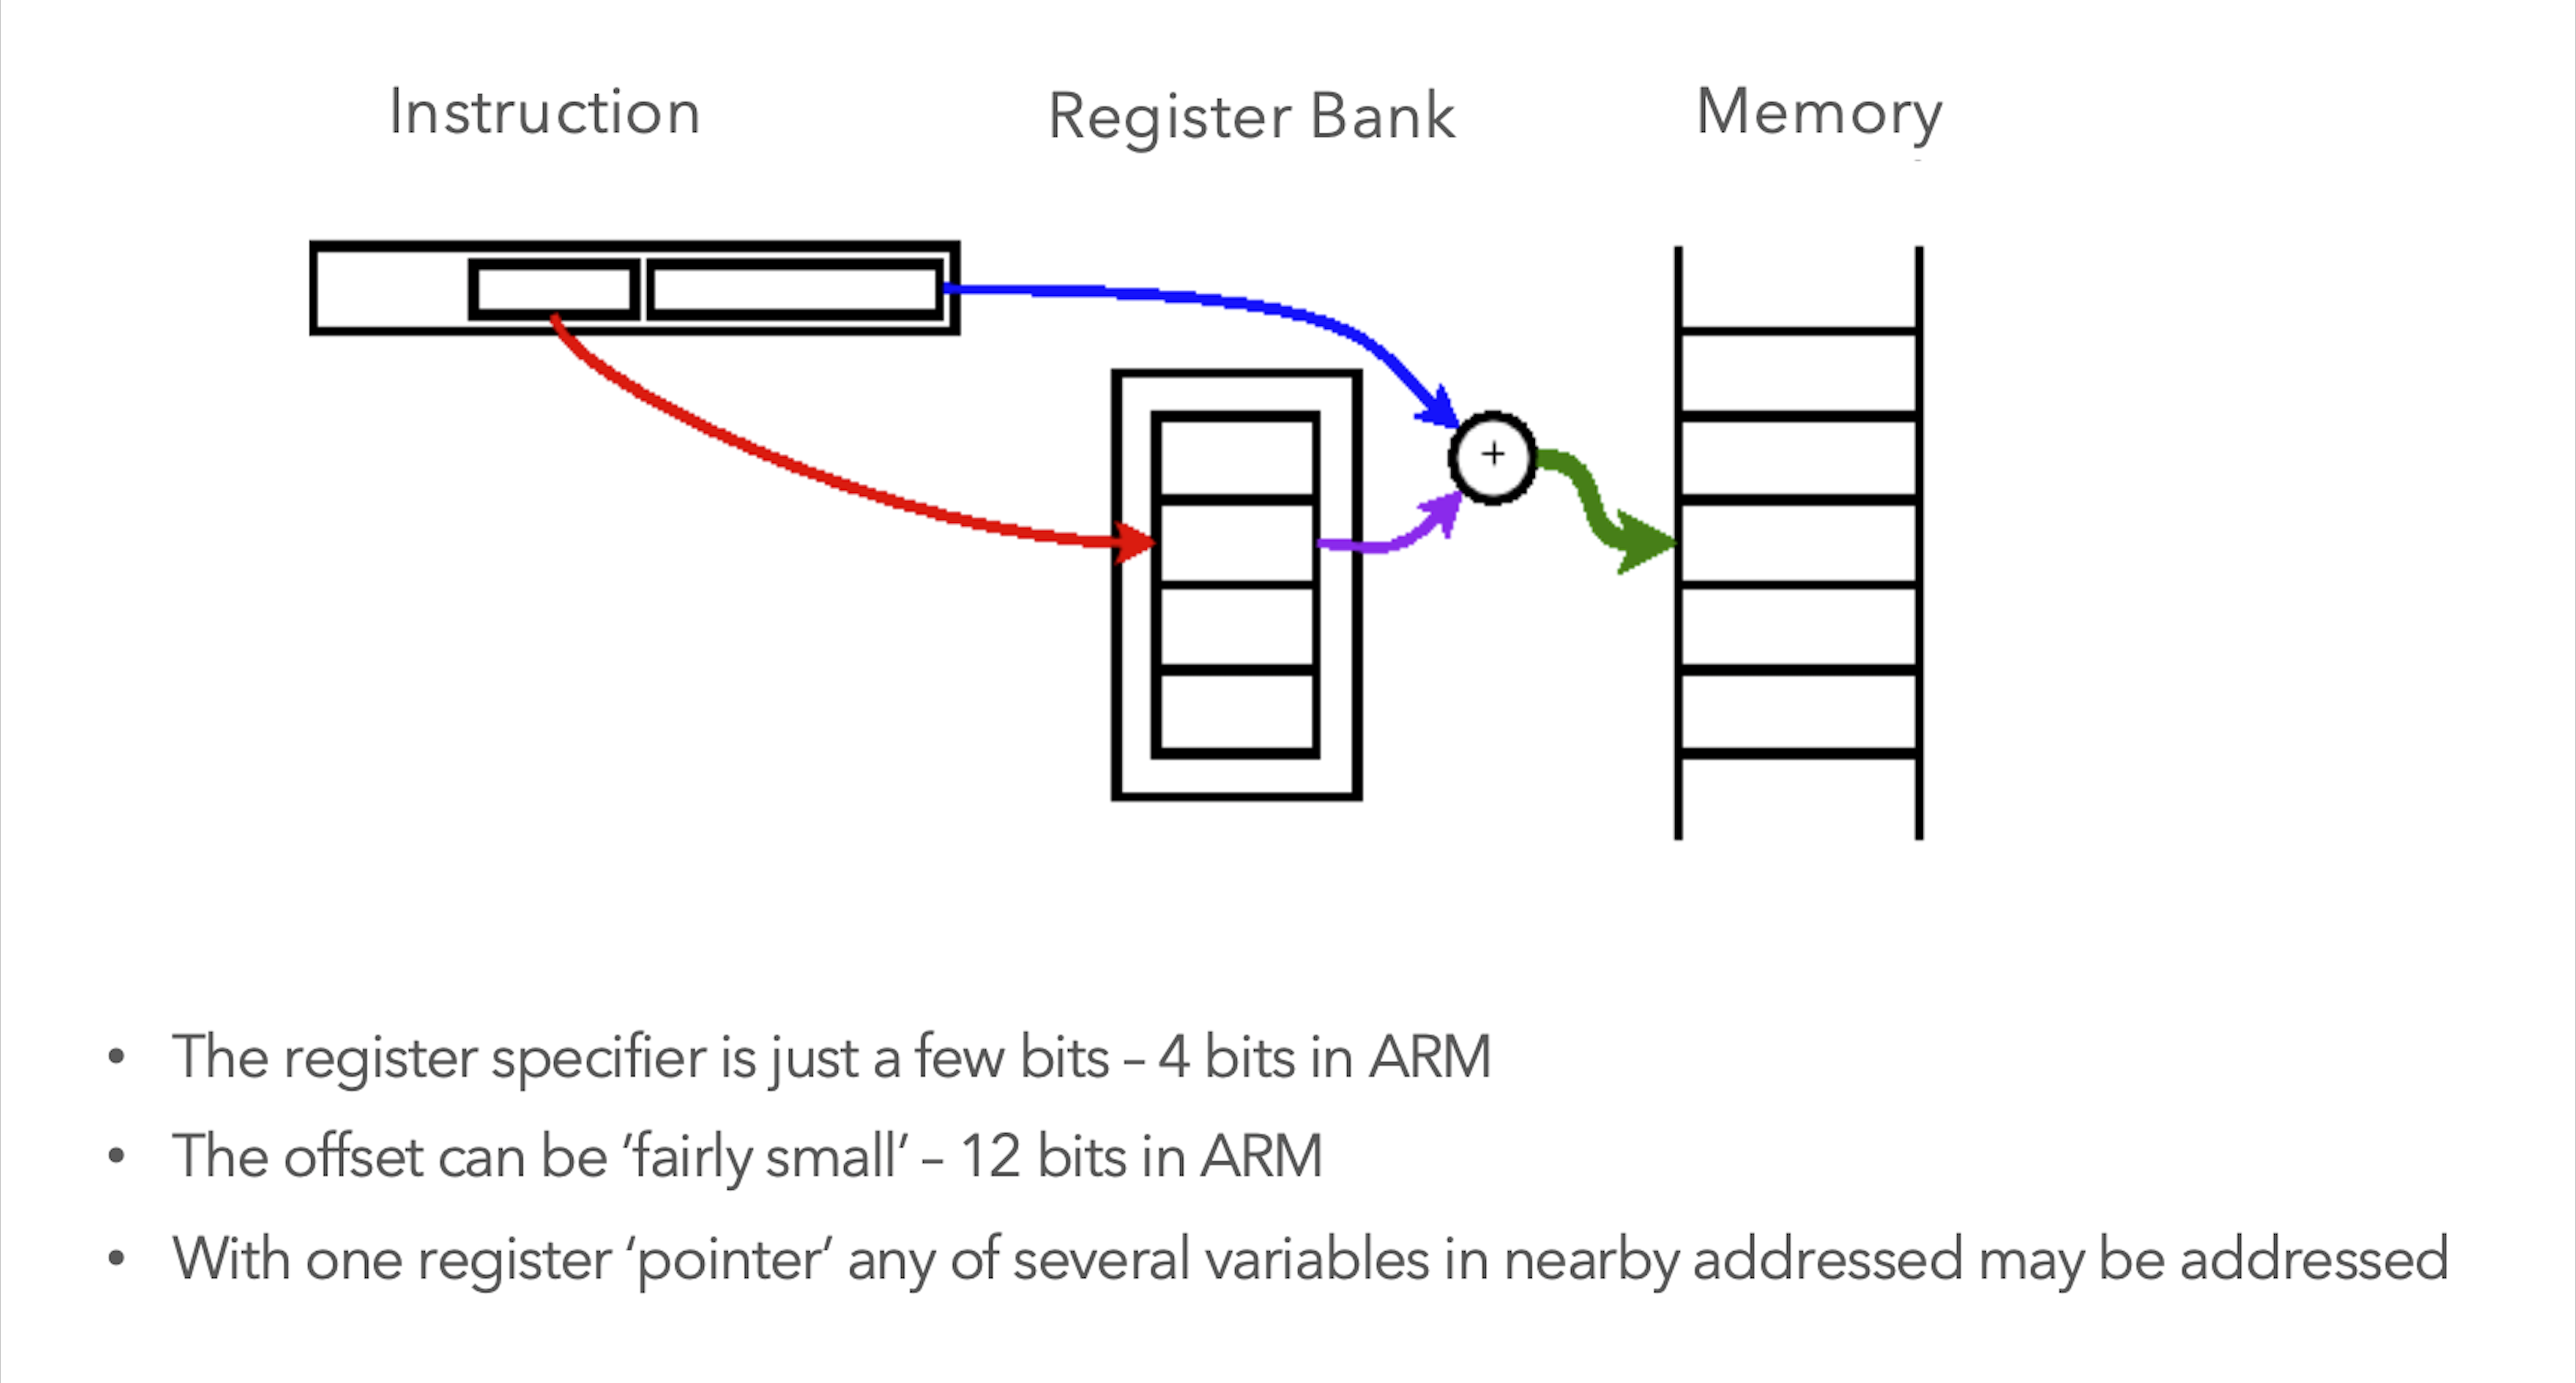 Instruction
Register Bank
Memory
+
• The register specifier is just a few bits – 4 bits in ARM
• The offset can be ‘fairly small’ – 12 bits in ARM
• With one register ‘pointer’ any of several variables in nearby addressed may be addressed